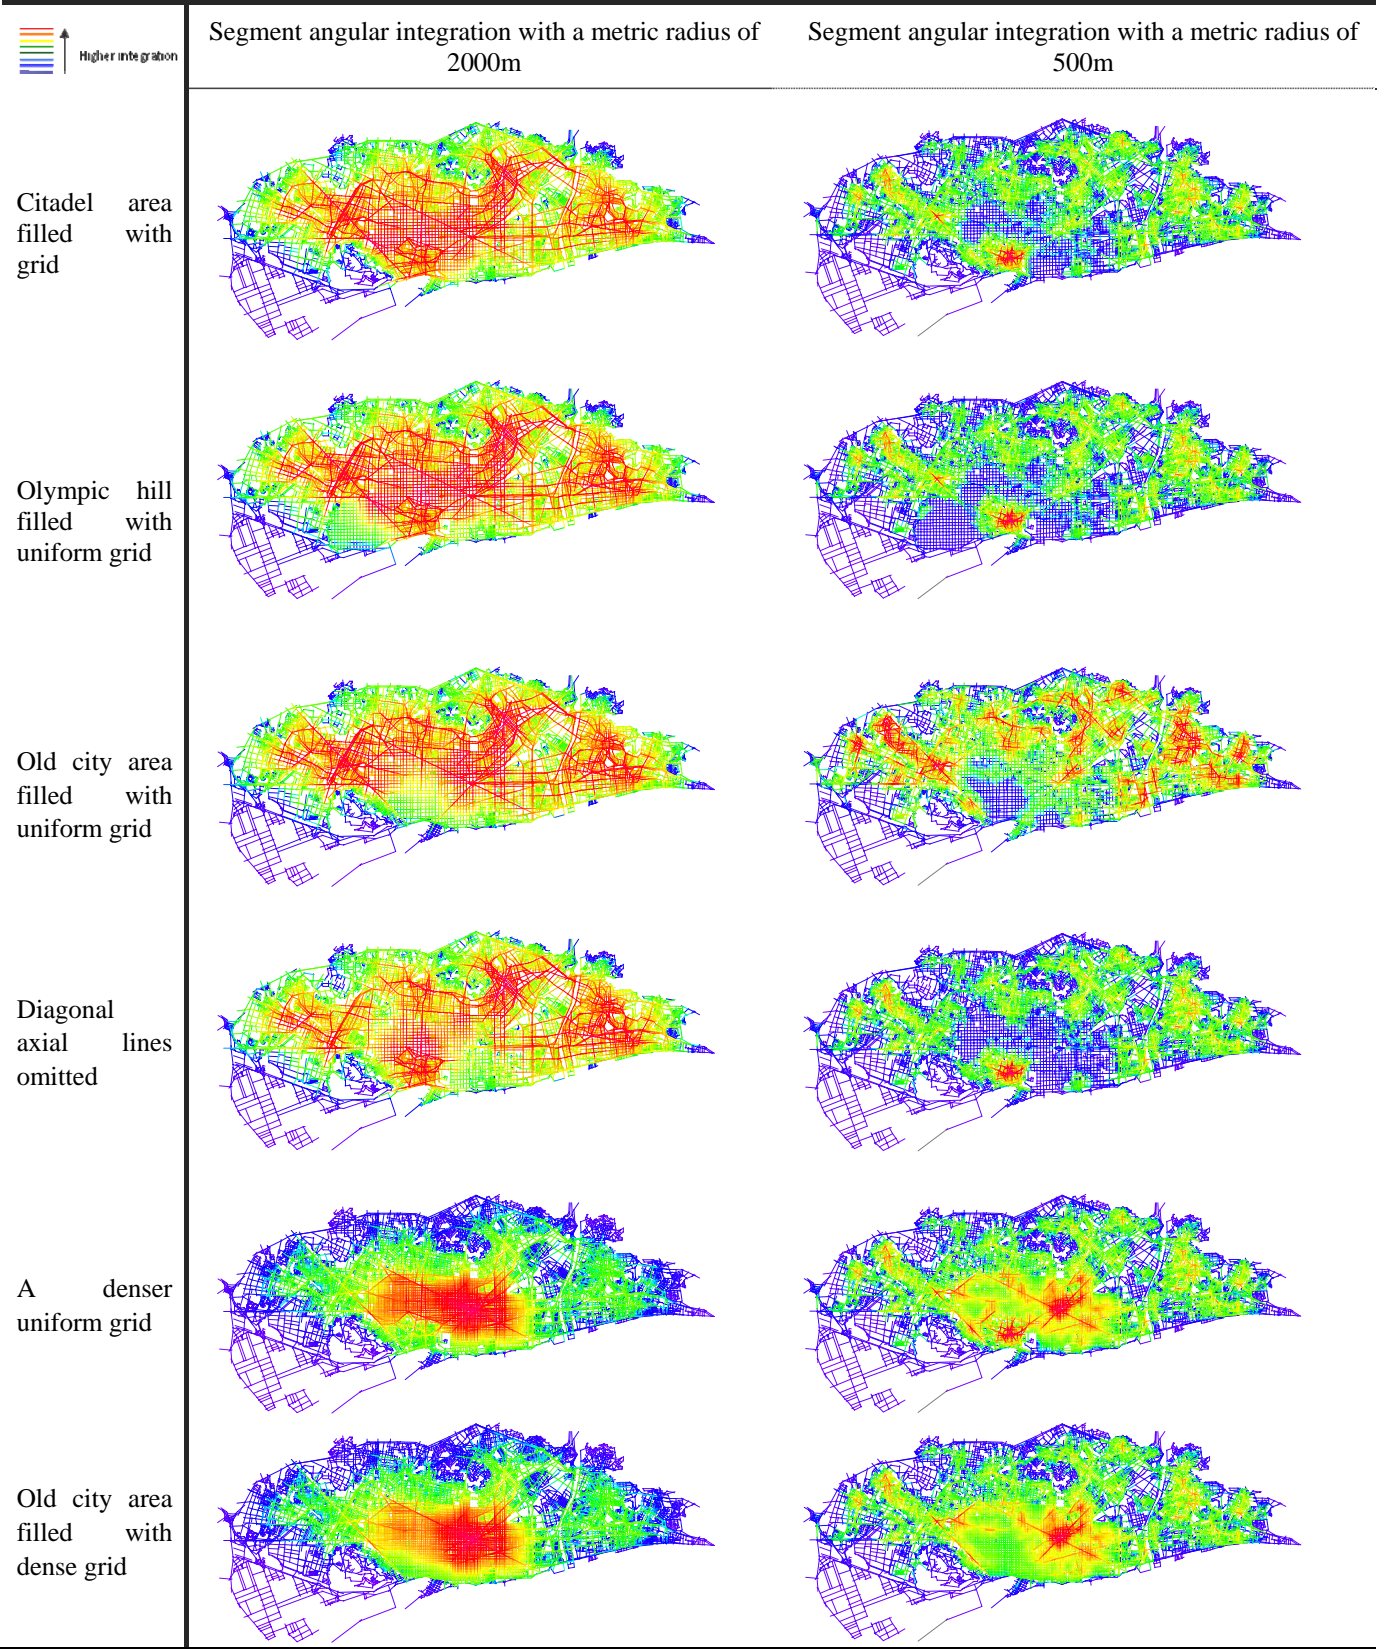 Higher integration
Segment angular integration with a metric radius of
2000m
Segment angular integration with a metric radius of
500m
Citadel area
filled with
grid
Olympic hill
filled with
uniform grid
Old city area
filled with
uniform grid
Diagonal
axial lines
omitted
A denser
uniform grid
Old city area
filled with
dense grid